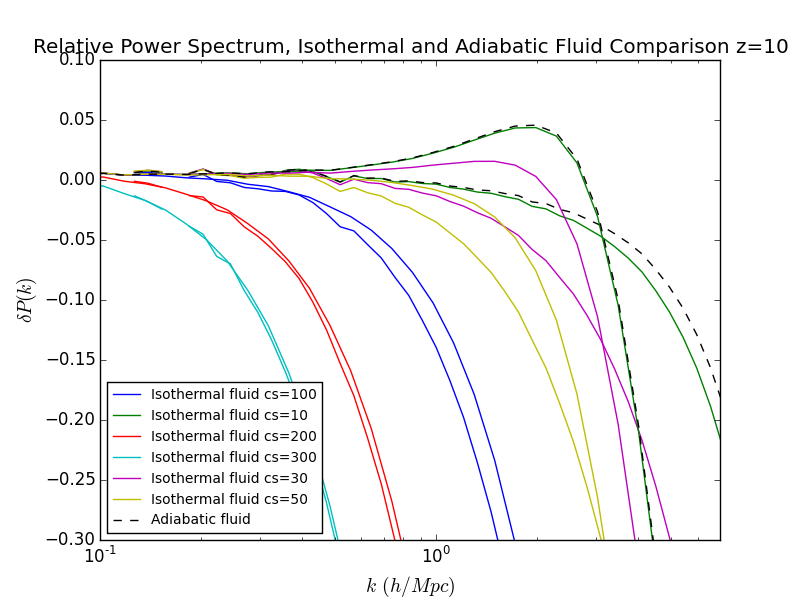 Relative Power Spectrum, Isothermal and Adiabatic Fluid Comparison z=10
0.10
0.05
0.00
−0.05
−0.10
−0.15
−0.20
−0.25
−0.30
δP(k)
Isothermal fluid cs=100
Isothermal fluid cs=10
Isothermal fluid cs=200
Isothermal fluid cs=300
Isothermal fluid cs=30
Isothermal fluid cs=50
Adiabatic fluid
10⁻¹ 10⁰
k (h/Mpc)